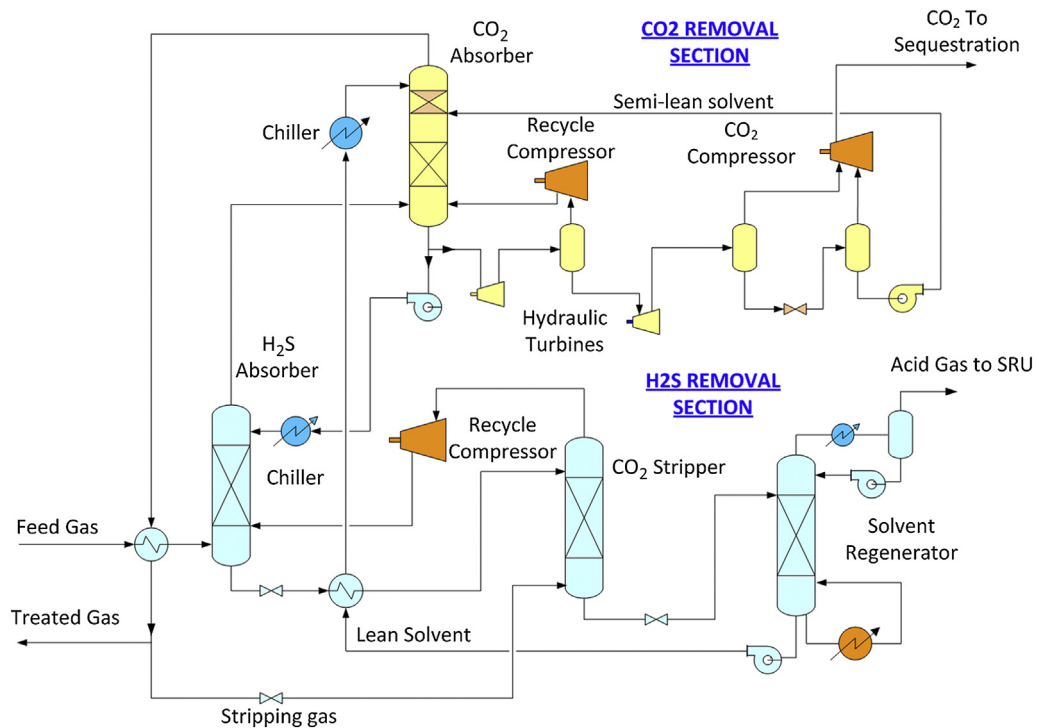 CO2 REMOVAL
SECTION
CO₂ To
Sequestration
CO₂
Absorber
Semi-lean solvent
Chiller
Recycle
Compressor
CO₂
Compressor
Hydraulic
Turbines
H₂S
Absorber
H2S REMOVAL
SECTION
Acid Gas to SRU
Recycle
Compressor
CO₂ Stripper
Chiller
Feed Gas
Solvent
Regenerator
Treated Gas
Lean Solvent
Stripping gas